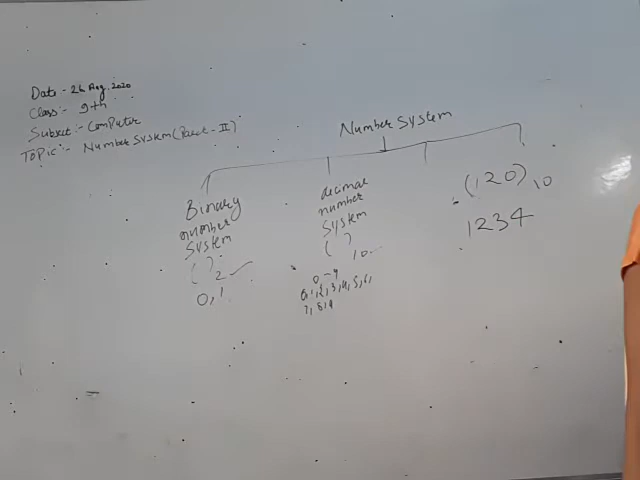 Date :- 26 Aug. 2020
Class :- 9th
Subject :- Computer
Topic :- Number System (Part - II)
Number System
Binary
number
System
( )2
0, 1
decimal
number
System
( )10
0-9
0, 1, 2, 3, 4, 5, 6,
7, 8, 9
(120)10
1234